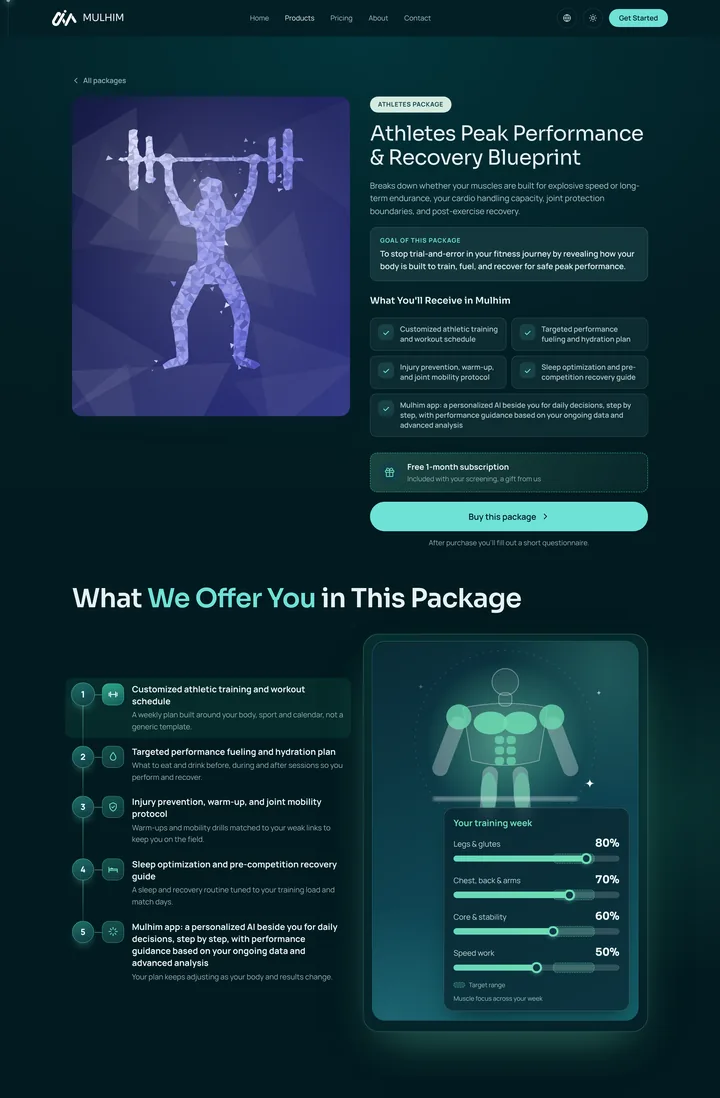 MULHIM
Home
Products
Pricing
About
Contact
Get Started
All packages
ATHLETES PACKAGE
Athletes Peak Performance
& Recovery Blueprint
Breaks down whether your muscles are built for explosive speed or long-
term endurance, your cardio handling capacity, joint protection
boundaries, and post-exercise recovery.
GOAL OF THIS PACKAGE
To stop trial-and-error in your fitness journey by revealing how your
body is built to train, fuel, and recover for safe peak performance.
What You'll Receive in Mulhim
Customized athletic training
and workout schedule
Targeted performance
fueling and hydration plan
Injury prevention, warm-up,
and joint mobility protocol
Sleep optimization and pre-
competition recovery guide
Mulhim app: a personalized AI beside you for daily decisions, step by
step, with performance guidance based on your ongoing data and
advanced analysis
Free 1-month subscription
Included with your screening, a gift from us
Buy this package
After purchase you'll fill out a short questionnaire.
What We Offer You in This Package
1
Customized athletic training and workout
schedule
A weekly plan built around your body, sport and calendar, not a
generic template.
2
Targeted performance fueling and hydration plan
What to eat and drink before, during and after sessions so you
perform and recover.
3
Injury prevention, warm-up, and joint mobility
protocol
Warm-ups and mobility drills matched to your weak links to
keep you on the field.
4
Sleep optimization and pre-competition recovery
guide
A sleep and recovery routine tuned to your training load and
match days.
5
Mulhim app: a personalized AI beside you for daily
decisions, step by step, with performance
guidance based on your ongoing data and
advanced analysis
Your plan keeps adjusting as your body and results change.
Your training week
Legs & glutes 80%
Chest, back & arms 70%
Core & stability 60%
Speed work 50%
Target range
Muscle focus across your week